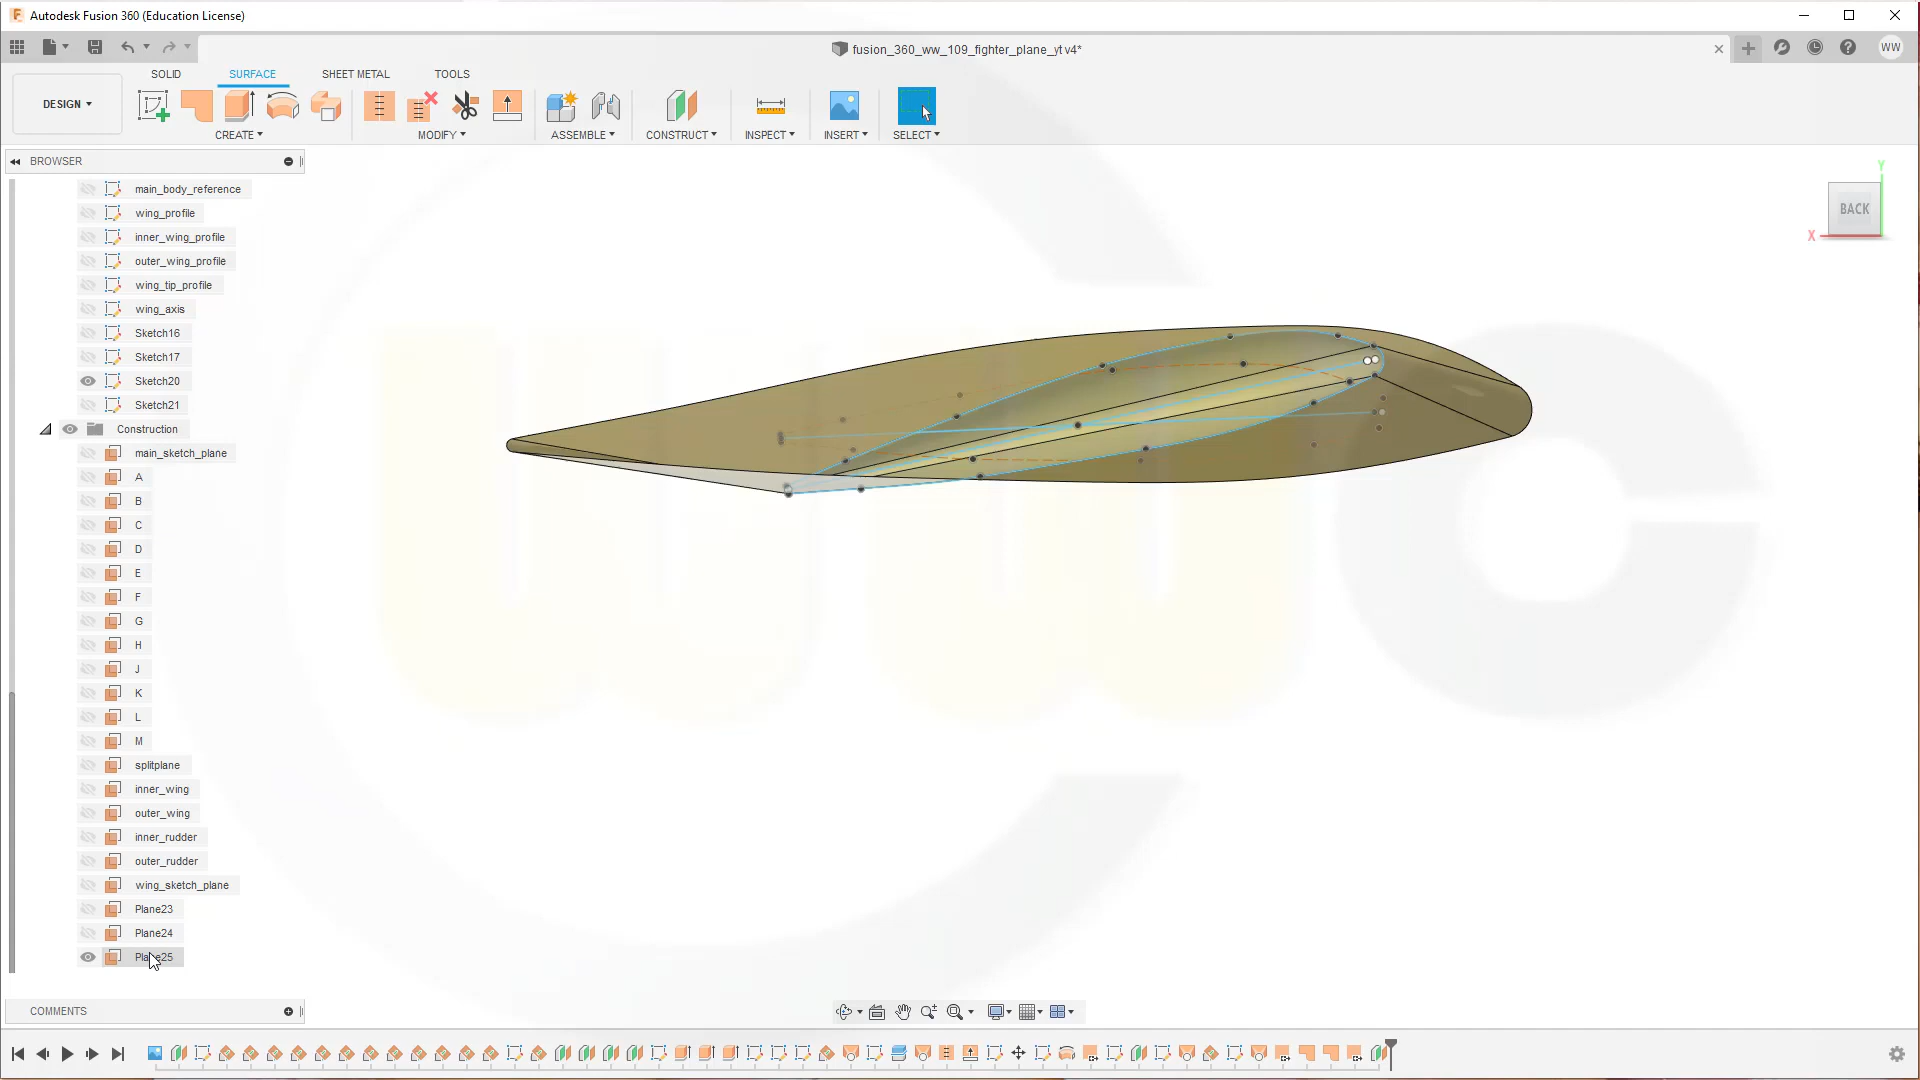 Autodesk Fusion 360 (Education License)
fusion_360_ww_109_fighter_plane_yt v4*
WW
DESIGN
SOLID
SURFACE
SHEET METAL
TOOLS
CREATE
MODIFY
ASSEMBLE
CONSTRUCT
INSPECT
INSERT
SELECT
BROWSER
main_body_reference
wing_profile
inner_wing_profile
outer_wing_profile
wing_tip_profile
wing_axis
Sketch16
Sketch17
Sketch20
Sketch21
Construction
main_sketch_plane
A
B
C
D
E
F
G
H
J
K
L
M
splitplane
inner_wing
outer_wing
inner_rudder
outer_rudder
wing_sketch_plane
Plane23
Plane24
Plane25
Y
BACK
X
COMMENTS